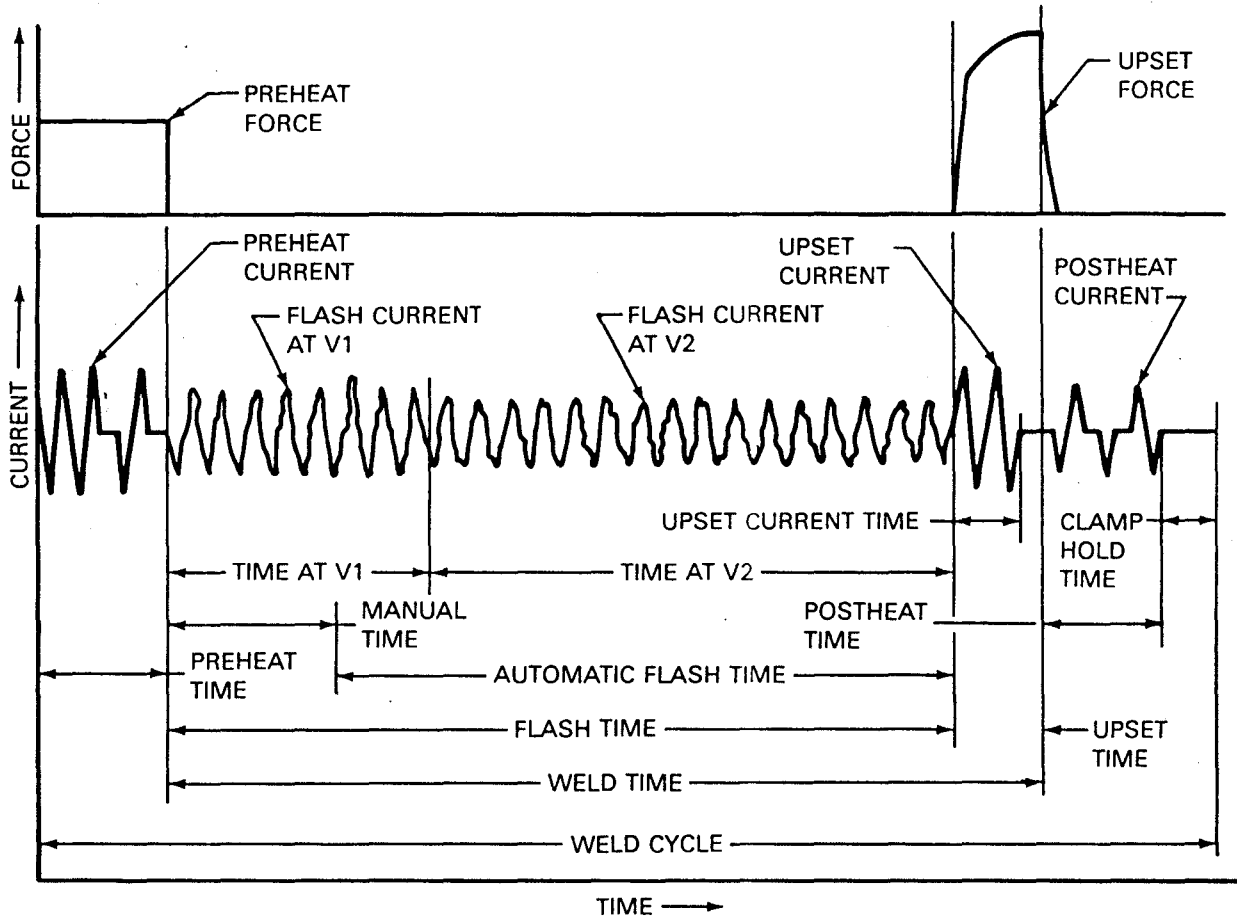 FORCE
PREHEAT
FORCE
UPSET
FORCE
CURRENT
PREHEAT
CURRENT
FLASH CURRENT
AT V1
FLASH CURRENT
AT V2
UPSET
CURRENT
POSTHEAT
CURRENT
UPSET CURRENT TIME
CLAMP
HOLD
TIME
TIME AT V1
TIME AT V2
MANUAL
TIME
POSTHEAT
TIME
PREHEAT
TIME
AUTOMATIC FLASH TIME
FLASH TIME
UPSET
TIME
WELD TIME
WELD CYCLE
TIME